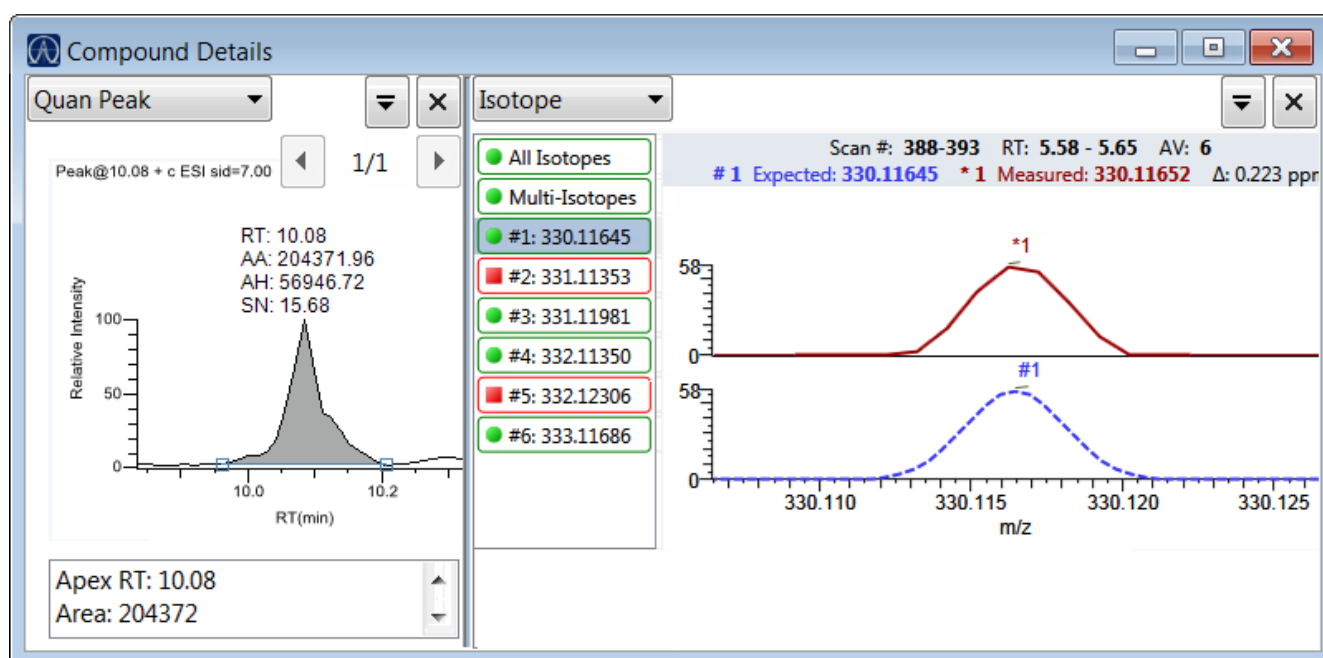 Compound Details
Quan Peak
Peak@10.08 + c ESI sid=7.00
1/1
RT: 10.08
AA: 204371.96
AH: 56946.72
SN: 15.68
Relative Intensity
100
50
0
10.0 10.2
RT(min)
Apex RT: 10.08
Area: 204372
Isotope
All Isotopes
Multi-Isotopes
#1: 330.11645
#2: 331.11353
#3: 331.11981
#4: 332.11350
#5: 332.12306
#6: 333.11686
Scan #: 388-393 RT: 5.58 - 5.65 AV: 6
# 1 Expected: 330.11645 * 1 Measured: 330.11652 Δ: 0.223 ppr
*1
58
0
#1
58
0
330.110 330.115 330.120 330.125
m/z